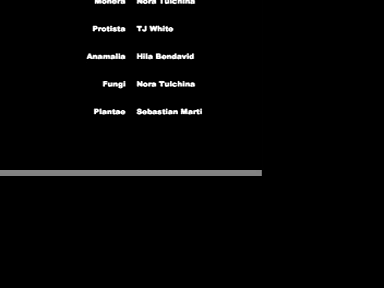 Monera Nora Tulchina
Protista TJ White
Anamalia Hila Bendavid
Fungi Nora Tulchina
Plantae Sebastian Marti